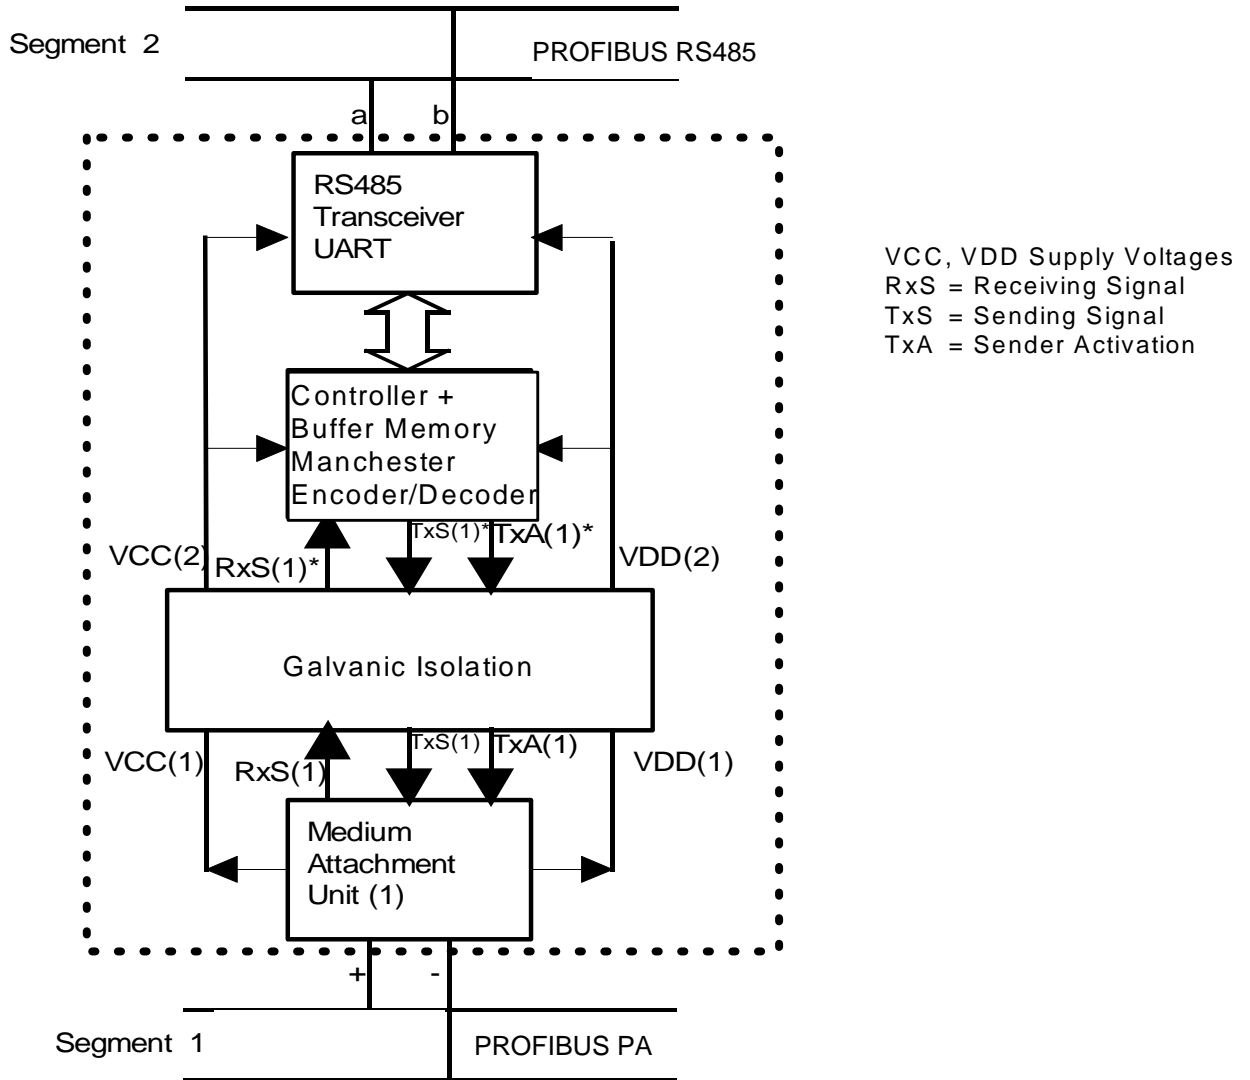 Segment 2
PROFIBUS RS485
a
b
RS485
Transceiver
UART
VCC, VDD Supply Voltages
RxS = Receiving Signal
TxS = Sending Signal
TxA = Sender Activation
Controller +
Buffer Memory
Manchester
Encoder/Decoder
VCC(2)
RxS(1)*
TxS(1)*
TxA(1)*
VDD(2)
Galvanic Isolation
VCC(1)
RxS(1)
TxS(1)
TxA(1)
VDD(1)
Medium
Attachment
Unit (1)
+
-
Segment 1
PROFIBUS PA